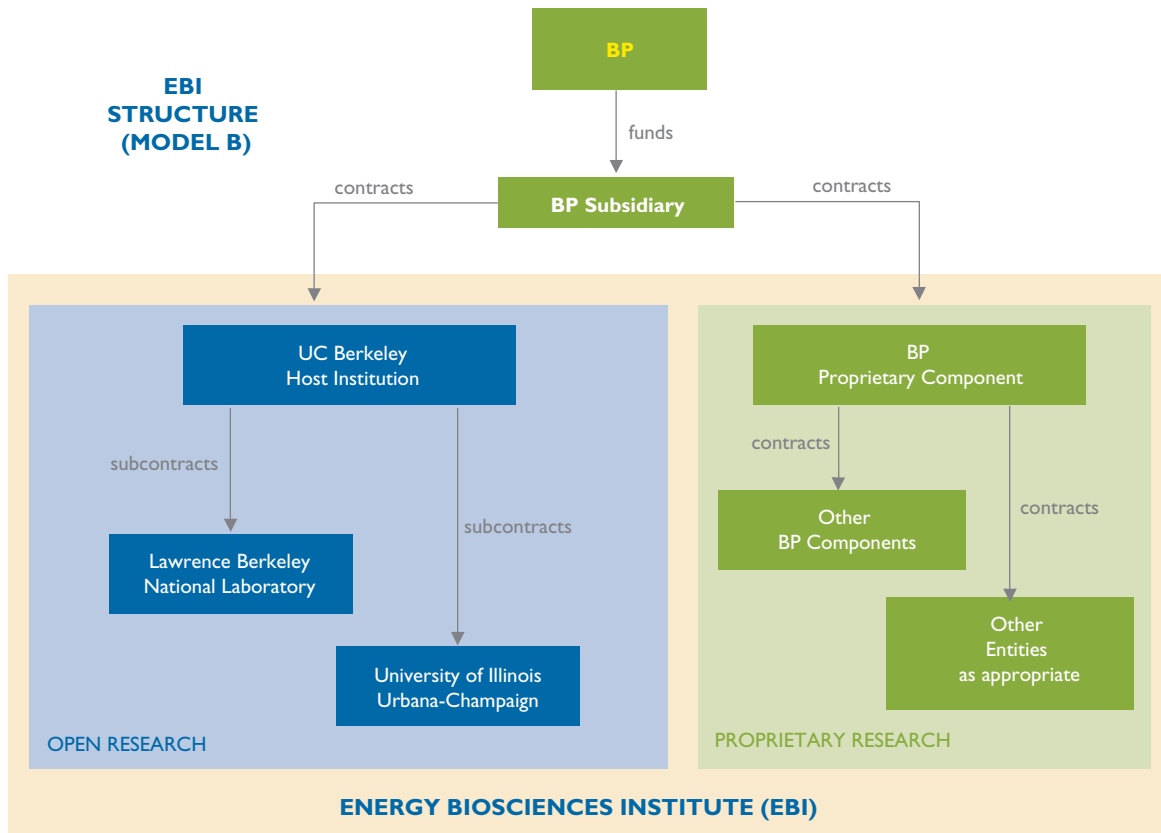 BP
EBI
STRUCTURE
(MODEL B)
funds
contracts
contracts
BP Subsidiary
UC Berkeley
Host Institution
BP
Proprietary Component
subcontracts
contracts
subcontracts
contracts
Other
BP Components
Lawrence Berkeley
National Laboratory
Other
Entities
as appropriate
University of Illinois
Urbana-Champaign
OPEN RESEARCH
PROPRIETARY RESEARCH
ENERGY BIOSCIENCES INSTITUTE (EBI)